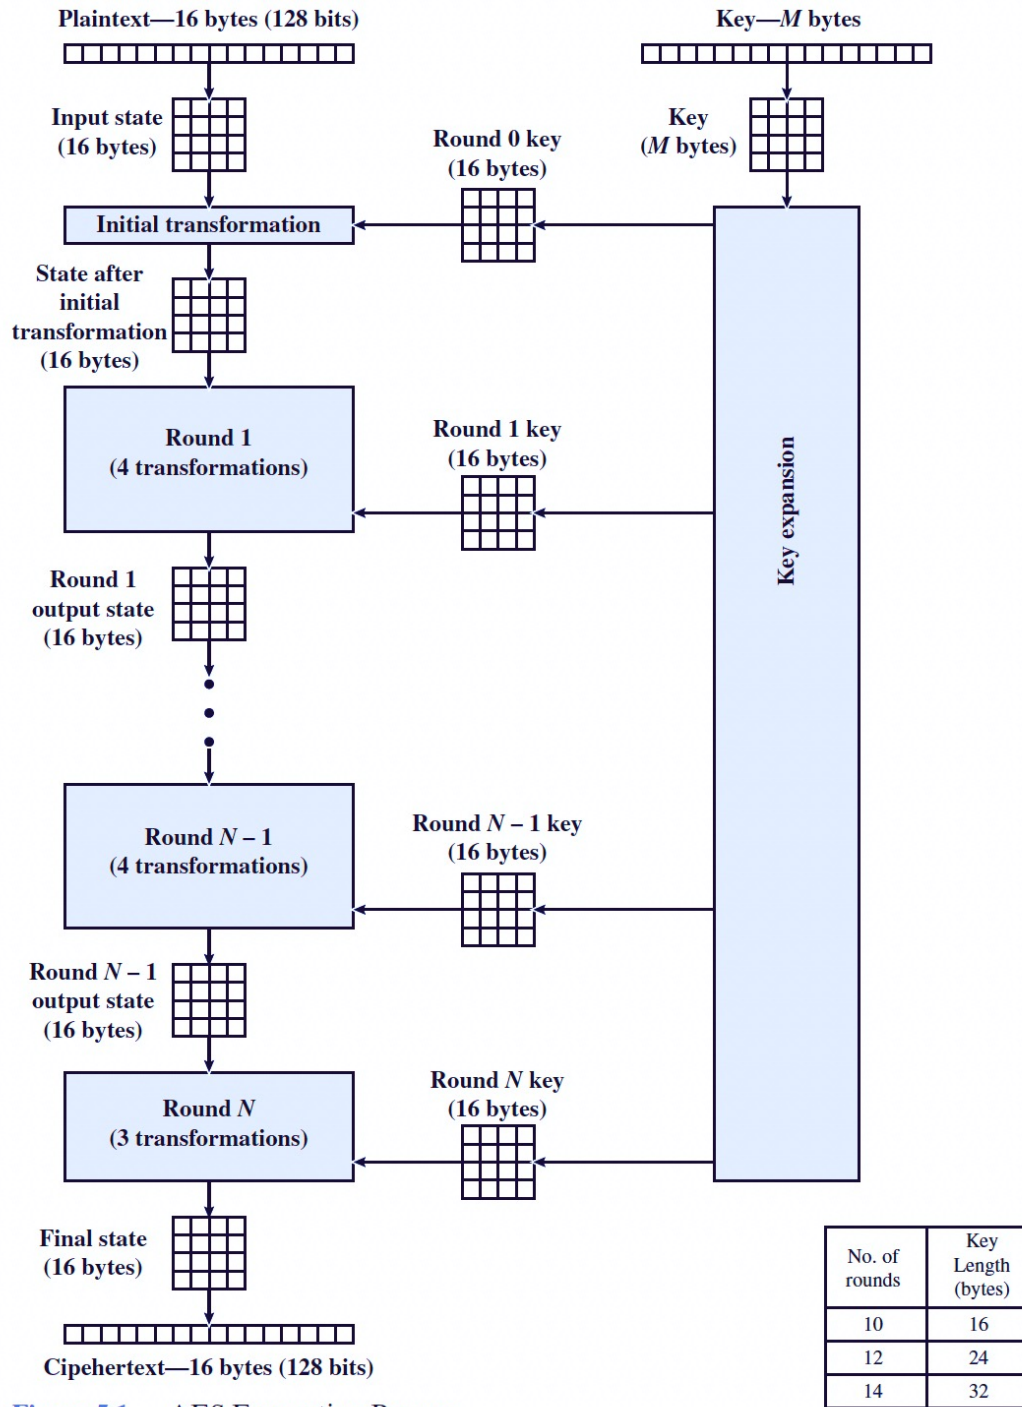 Plaintext—16 bytes (128 bits)
Key—M bytes
Input state
(16 bytes)
Key
(M bytes)
Round 0 key
(16 bytes)
Initial transformation
State after
initial
transformation
(16 bytes)
Round 1
(4 transformations)
Round 1 key
(16 bytes)
Key expansion
Round 1
output state
(16 bytes)
Round N – 1
(4 transformations)
Round N – 1 key
(16 bytes)
Round N – 1
output state
(16 bytes)
Round N
(3 transformations)
Round N key
(16 bytes)
Final state
(16 bytes)
Cipehertext—16 bytes (128 bits)
No. of
rounds
Key
Length
(bytes)
10 16
12 24
14 32